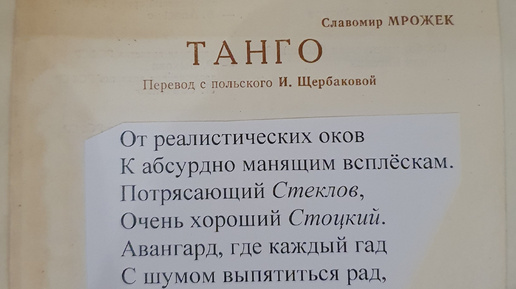 Славомир МРОЖЕК
ТАНГО
Перевод с польского И. Щербаковой
От реалистических оков
К абсурдно манящим всплёскам.
Потрясающий Стеклов,
Очень хороший Стоцкий.
Авангард, где каждый гад
С шумом выпятиться рад,